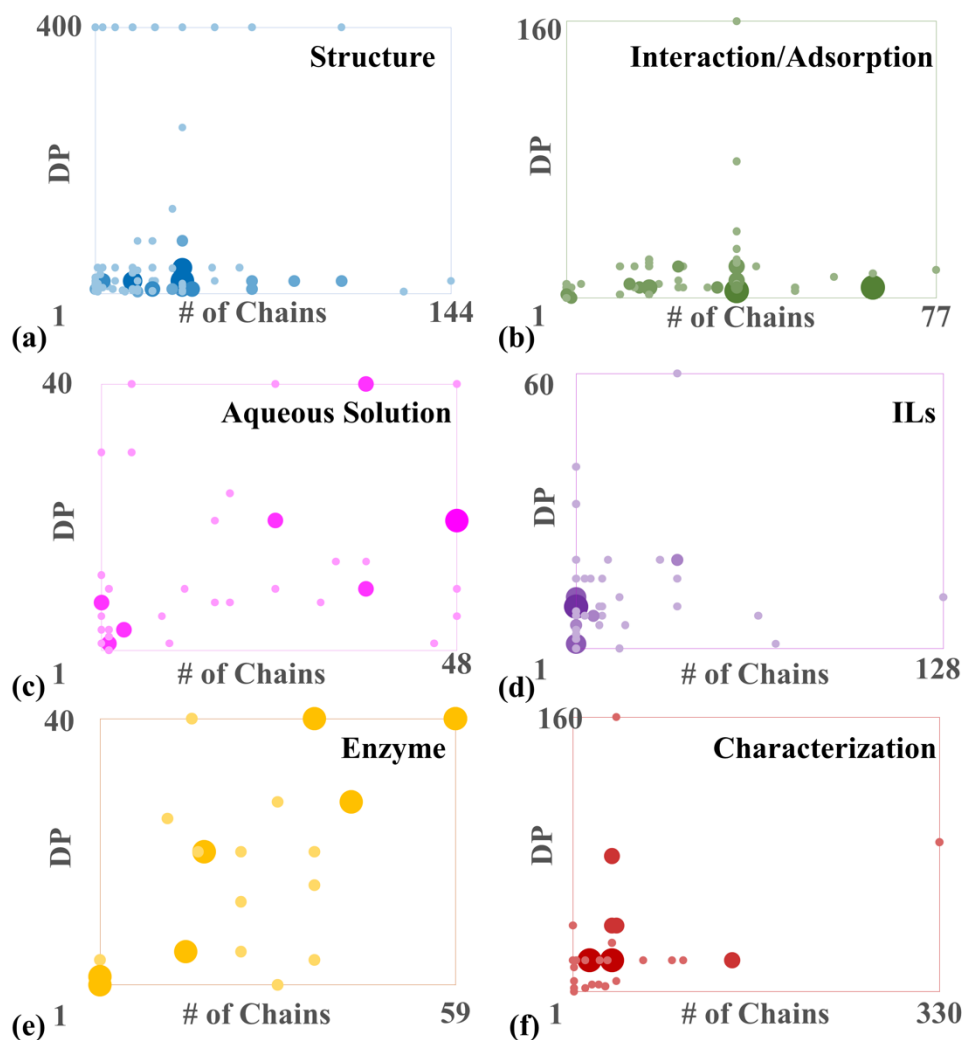 400
Structure
DP
1
# of Chains
144
(a)
160
Interaction/Adsorption
DP
1
# of Chains
77
(b)
40
Aqueous Solution
DP
1
# of Chains
48
(c)
60
ILs
DP
1
# of Chains
128
(d)
40
Enzyme
DP
1
# of Chains
59
(e)
160
Characterization
DP
1
# of Chains
330
(f)